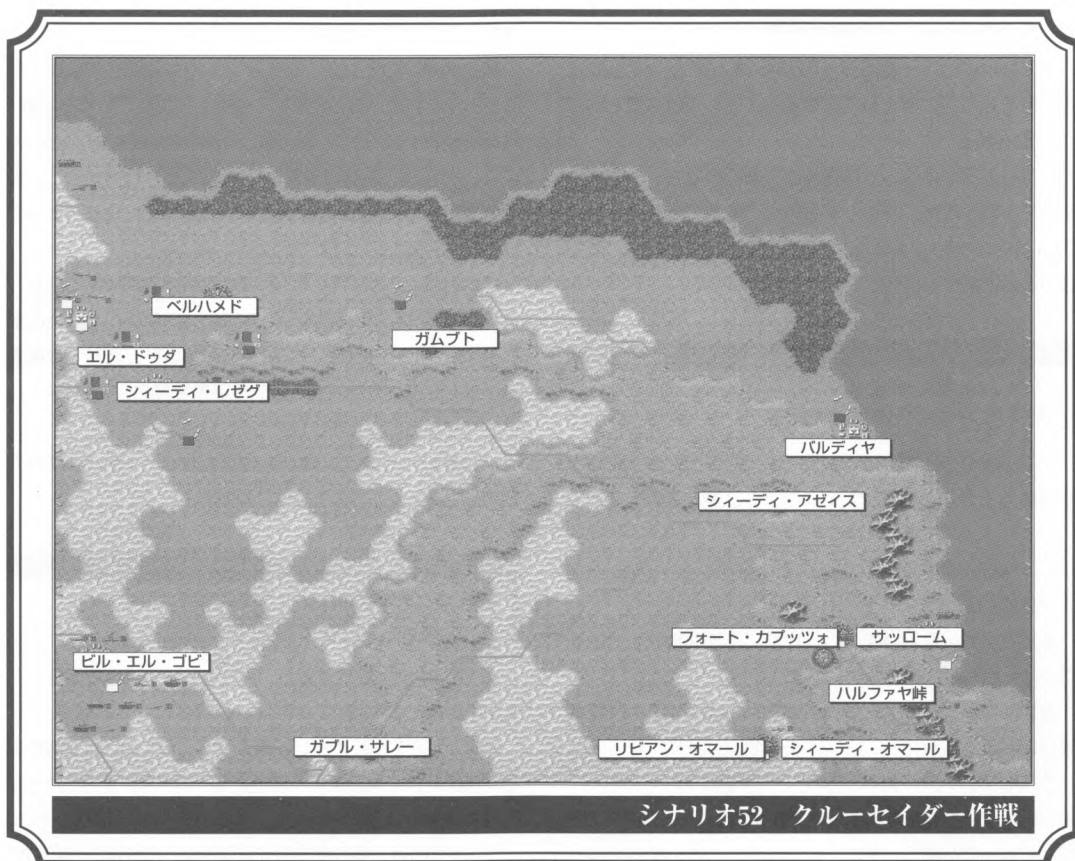 ベルハメド
ガムブト
エル・ドゥダ
シィーディ・レゼグ
バルディヤ
シィーディ・アゼイス
フォート・カプッツォ
サッローム
ビル・エル・ゴビ
ハルファヤ峠
ガブル・サレー
リビアン・オマール
シィーディ・オマール
シナリオ52 クルーセイダー作戦